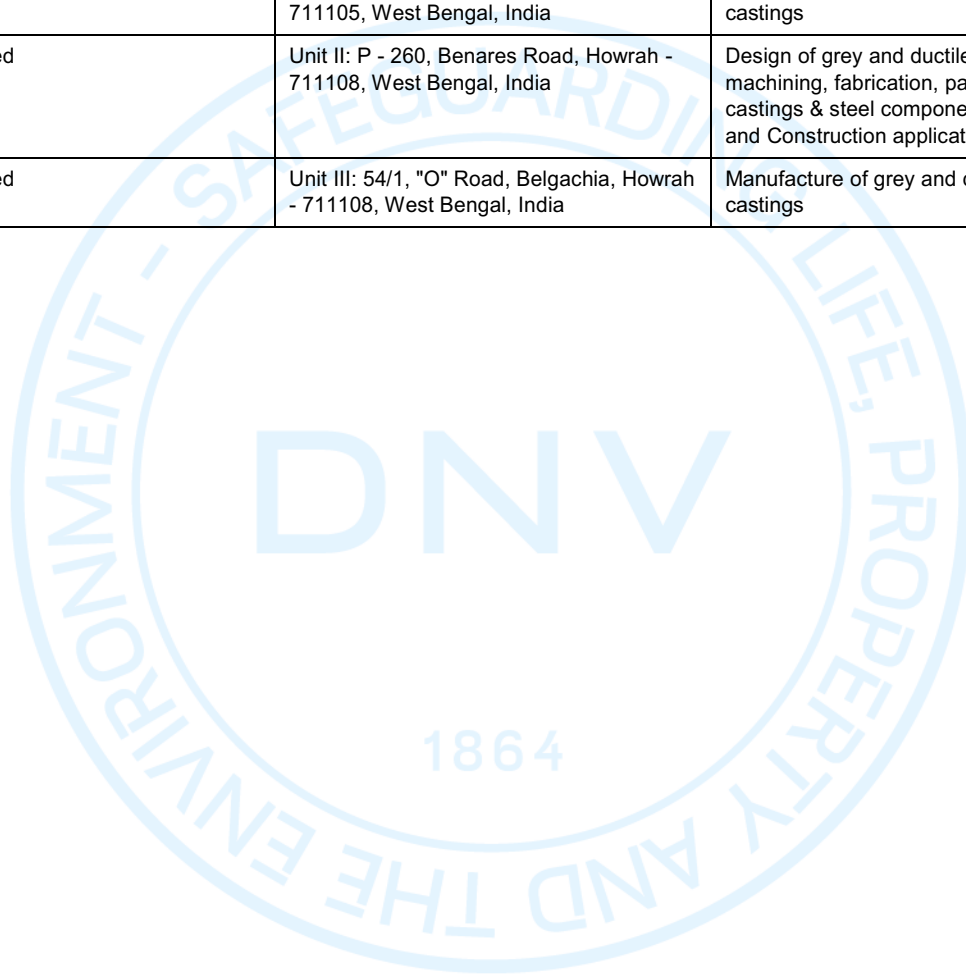 711105, West Bengal, India
castings
ed
Unit II: P - 260, Benares Road, Howrah -
711108, West Bengal, India
Design of grey and ductile
machining, fabrication, pa
castings & steel compone
and Construction applicat
ed
Unit III: 54/1, "O" Road, Belgachia, Howrah
- 711108, West Bengal, India
Manufacture of grey and
castings
SAFEGUARDING LIFE, PROPERTY AND THE ENVIRONMENT -
DNV
1864